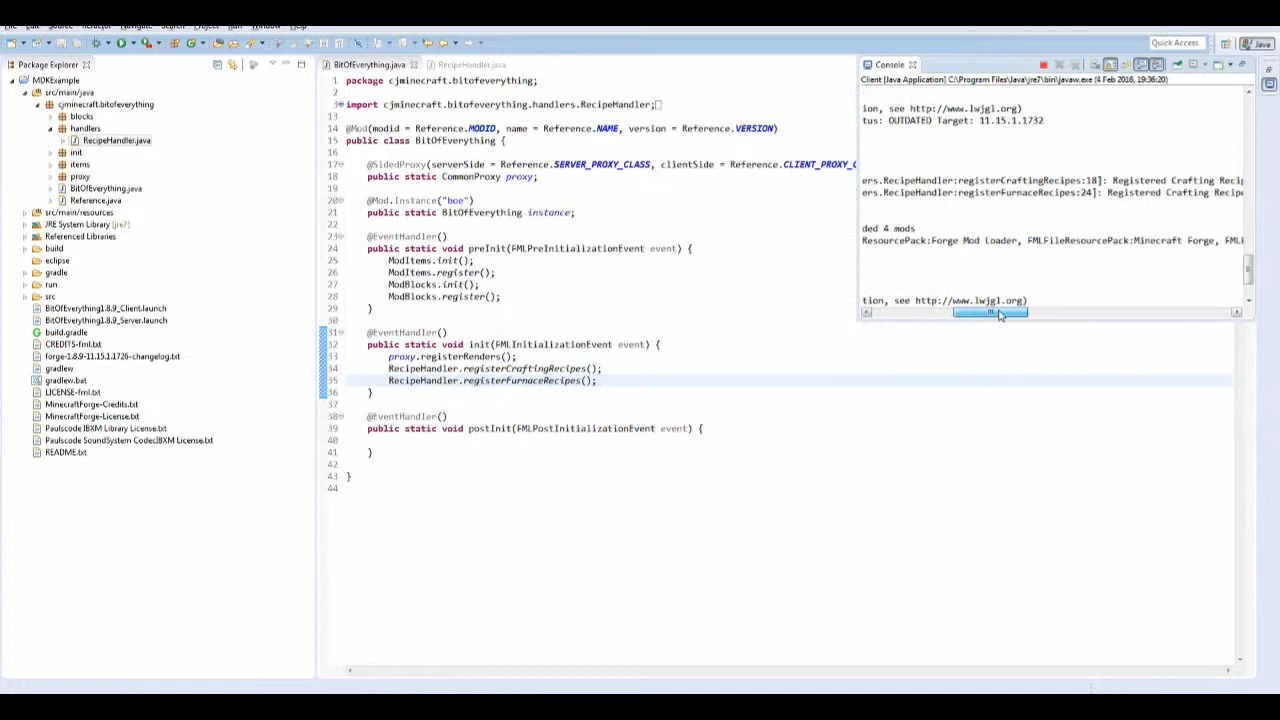 File Edit Source Refactor Navigate Search Project Run Window Help
Quick Access
Java
Package Explorer
MDKExample
src/main/java
cjminecraft.bitofeverything
blocks
handlers
RecipeHandler.java
init
items
proxy
BitOfEverything.java
Reference.java
src/main/resources
JRE System Library [jre7]
Referenced Libraries
build
eclipse
gradle
run
src
BitOfEverything1.8.9_Client.launch
BitOfEverything1.8.9_Server.launch
build.gradle
CREDITS-fml.txt
forge-1.8.9-11.15.1.1726-changelog.txt
gradlew
gradlew.bat
LICENSE-fml.txt
MinecraftForge-Credits.txt
MinecraftForge-License.txt
Paulscode IBXM Library License.txt
Paulscode SoundSystem CodecIBXM License.txt
README.txt
BitOfEverything.java
RecipeHandler.java
1 package cjminecraft.bitofeverything;
2
3 import cjminecraft.bitofeverything.handlers.RecipeHandler;
13
14 @Mod(modid = Reference.MODID, name = Reference.NAME, version = Reference.VERSION)
15 public class BitOfEverything {
16
17 @SidedProxy(serverSide = Reference.SERVER_PROXY_CLASS, clientSide = Reference.CLIENT_PROXY_C
18 public static CommonProxy proxy;
19
20 @Mod.Instance("boe")
21 public static BitOfEverything instance;
22
23 @EventHandler()
24 public static void preInit(FMLPreInitializationEvent event) {
25 ModItems.init();
26 ModItems.register();
27 ModBlocks.init();
28 ModBlocks.register();
29 }
30
31 @EventHandler()
32 public static void init(FMLInitializationEvent event) {
33 proxy.registerRenders();
34 RecipeHandler.registerCraftingRecipes();
35 RecipeHandler.registerFurnaceRecipes();
36 }
37
38 @EventHandler()
39 public static void postInit(FMLPostInitializationEvent event) {
40
41 }
42
43 }
44
Console
Client [Java Application] C:\Program Files\Java\jre7\bin\javaw.exe (4 Feb 2016, 19:36:20)
ion, see http://www.lwjgl.org)
tus: OUTDATED Target: 11.15.1.1732
ers.RecipeHandler:registerCraftingRecipes:18]: Registered Crafting Recip
ers.RecipeHandler:registerFurnaceRecipes:24]: Registered Crafting Recipe
ded 4 mods
ResourcePack:Forge Mod Loader, FMLFileResourcePack:Minecraft Forge, FML
tion, see http://www.lwjgl.org)